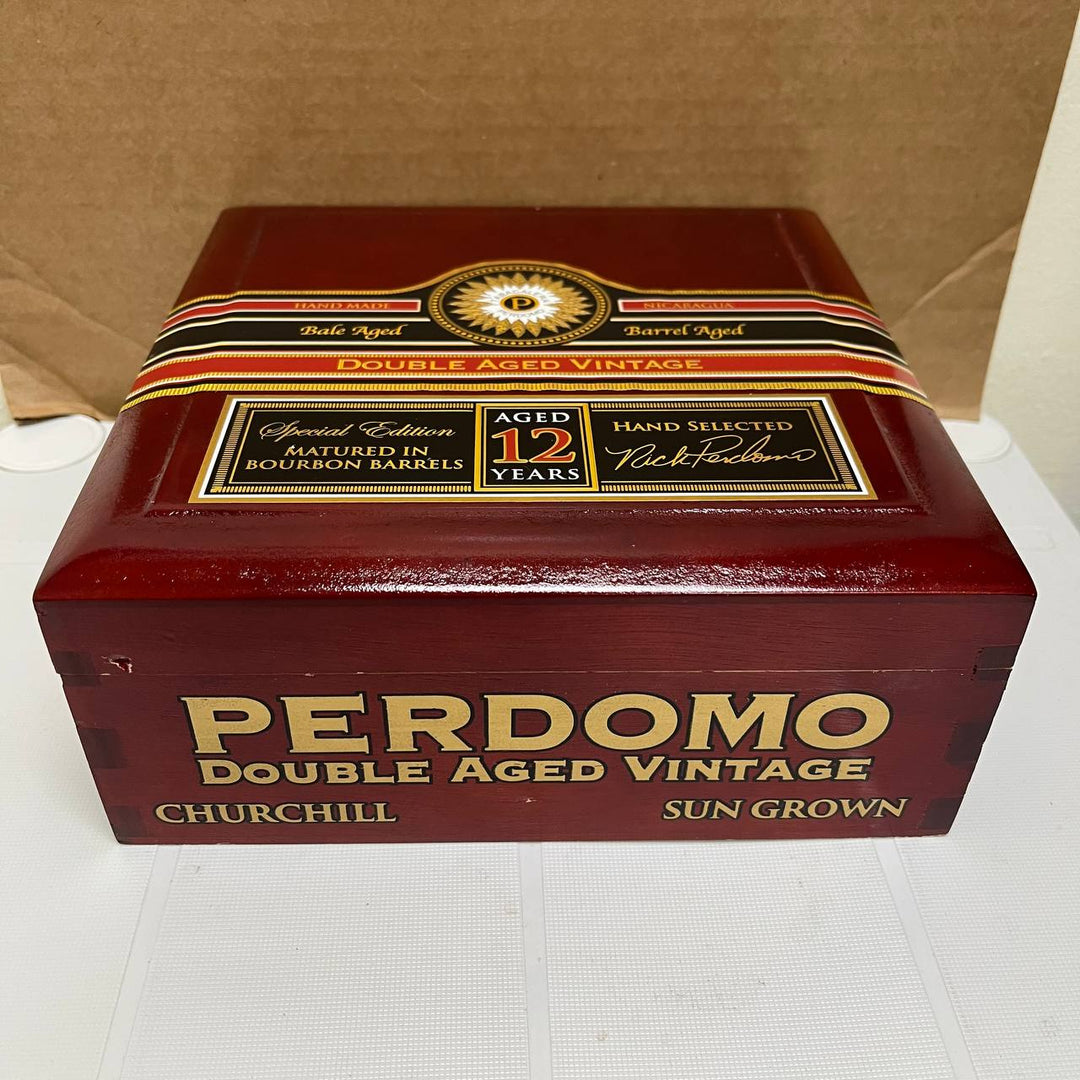 HAND MADE
P
PERDOMO
NICARAGUA
Bale Aged
Barrel Aged
DOUBLE AGED VINTAGE
Special Edition
MATURED IN
BOURBON BARRELS
AGED
12
YEARS
HAND SELECTED
Nick Perdomo
PERDOMO
DOUBLE AGED VINTAGE
CHURCHILL
SUN GROWN